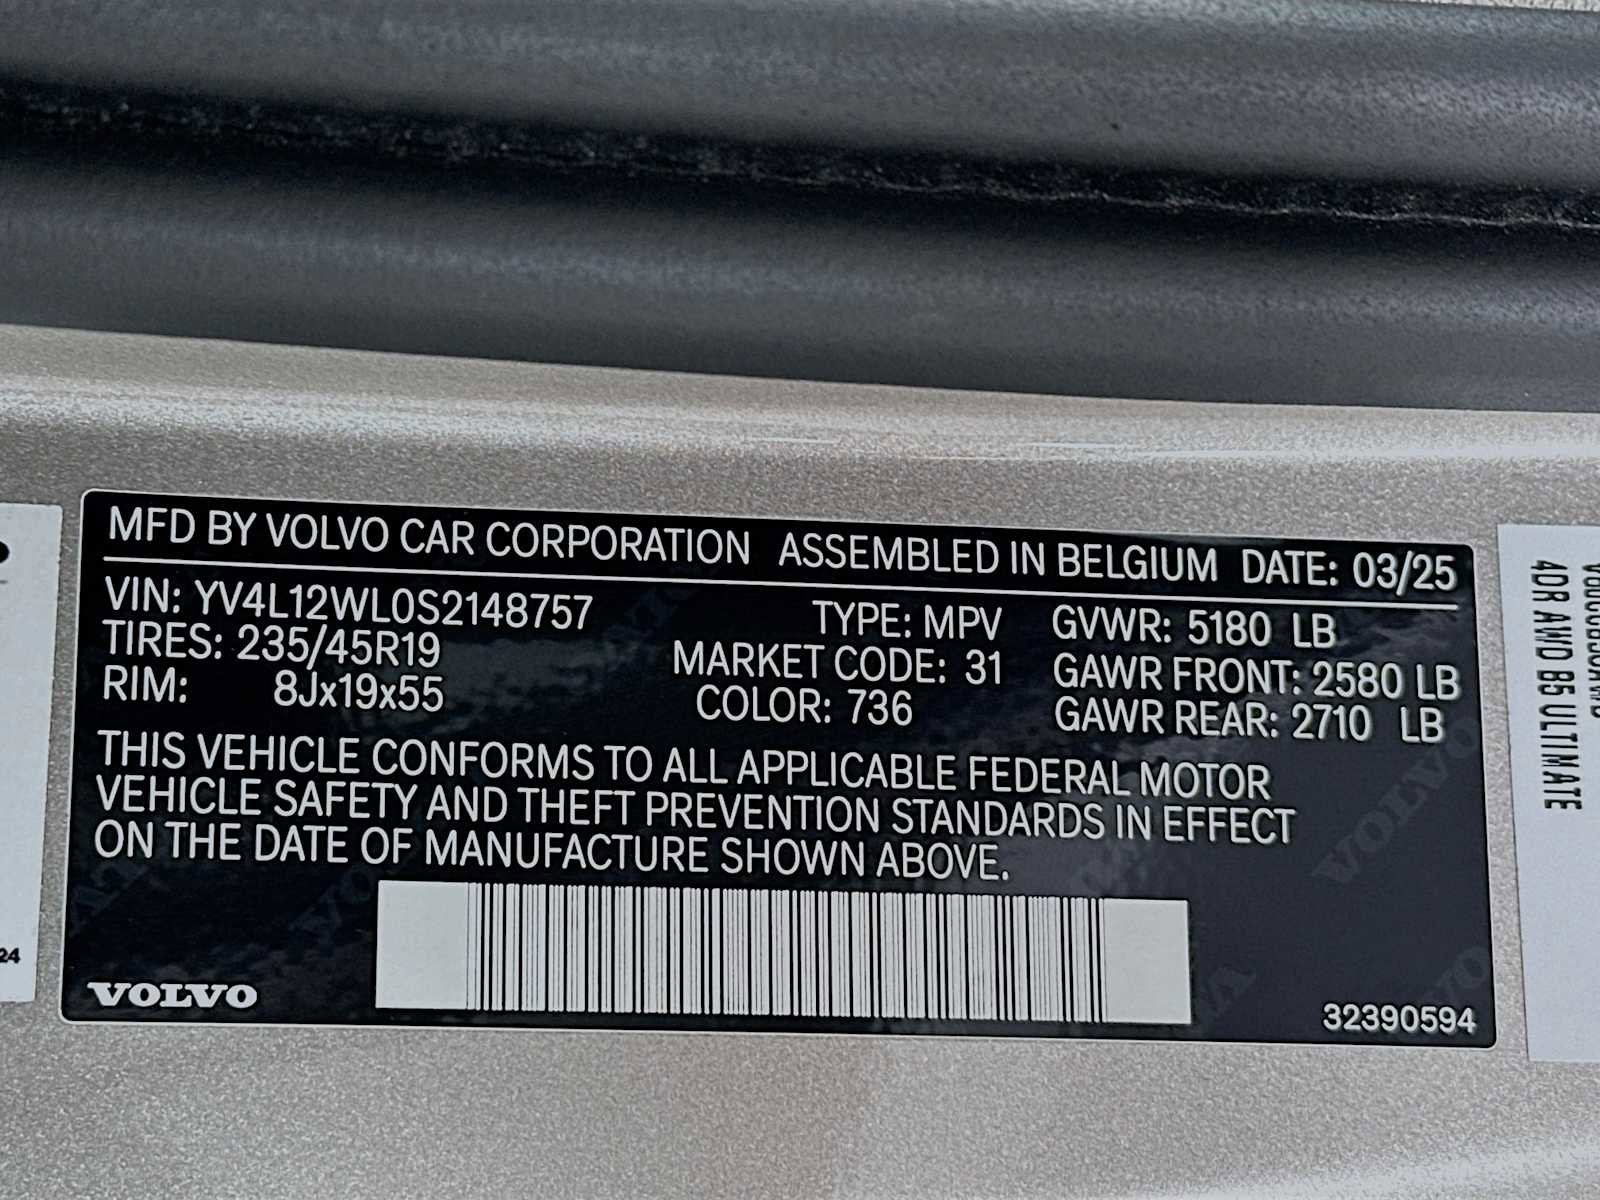 MFD BY VOLVO CAR CORPORATION ASSEMBLED IN BELGIUM DATE: 03/25
VIN: YV4L12WL0S2148757 TYPE: MPV GVWR: 5180 LB
TIRES: 235/45R19 MARKET CODE: 31 GAWR FRONT: 2580 LB
RIM: 8Jx19x55 COLOR: 736 GAWR REAR: 2710 LB
THIS VEHICLE CONFORMS TO ALL APPLICABLE FEDERAL MOTOR
VEHICLE SAFETY AND THEFT PREVENTION STANDARDS IN EFFECT
ON THE DATE OF MANUFACTURE SHOWN ABOVE.
VOLVO
32390594
24
4DR AWD B5 ULTIMATE